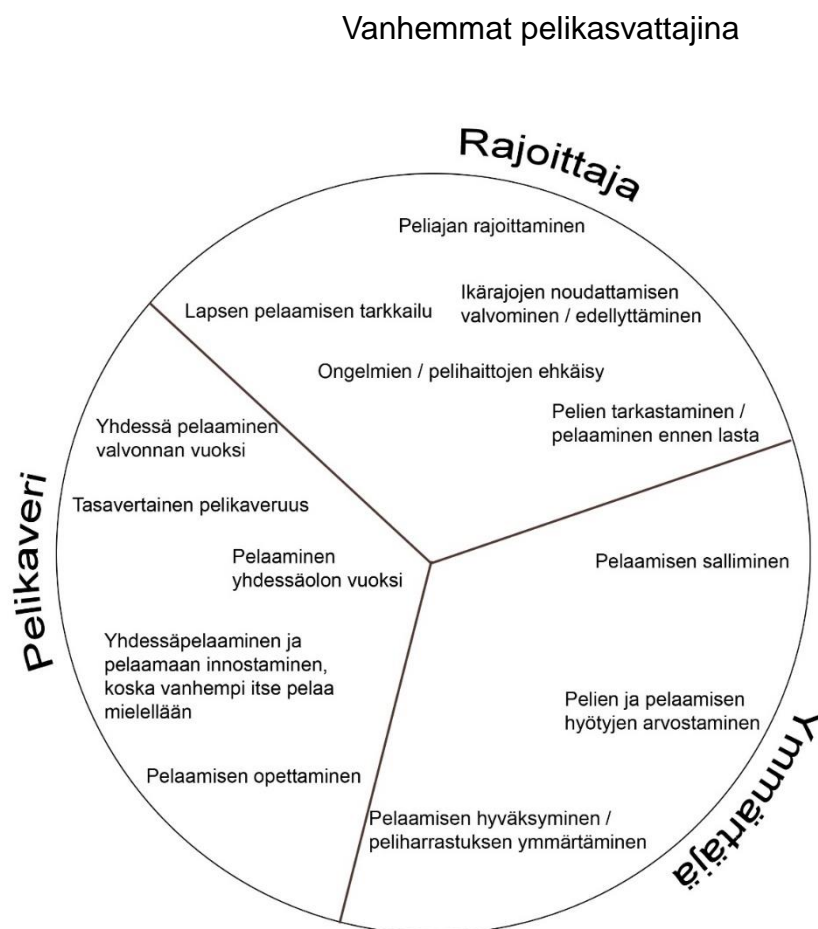 Vanhemmat pelikasvattajina
Rajoittaja
Peliajan rajoittaminen
Ikärajojen noudattamisen
valvominen / edellyttäminen
Lapsen pelaamisen tarkkailu
Ongelmien / pelihaittojen ehkäisy
Pelien tarkastaminen /
pelaaminen ennen lasta
Pelikaveri
Yhdessä pelaaminen
valvonnan vuoksi
Tasavertainen pelikaveruus
Pelaaminen
yhdessäolon vuoksi
Yhdessäpelaaminen ja
pelaamaan innostaminen,
koska vanhempi itse pelaa
mielellään
Pelaamisen opettaminen
Ymmärtäjä
Pelaamisen salliminen
Pelien ja pelaamisen
hyötyjen arvostaminen
Pelaamisen hyväksyminen /
peliharrastuksen ymmärtäminen